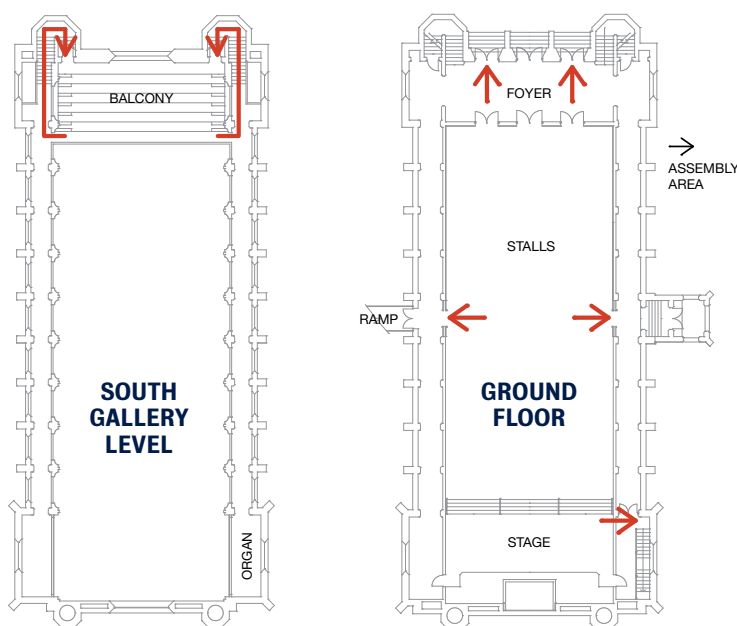 BALCONY
SOUTH
GALLERY
LEVEL
ORGAN
FOYER
ASSEMBLY
AREA
STALLS
RAMP
GROUND
FLOOR
STAGE